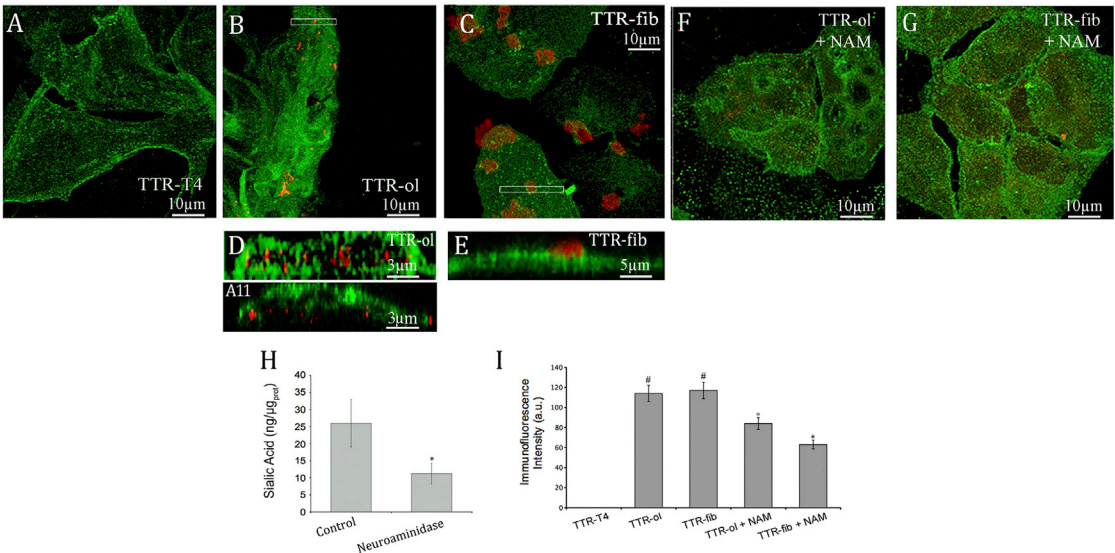 A
TTR-T4
10μm
B
TTR-ol
10μm
C
TTR-fib
10μm
F
TTR-ol
+ NAM
10μm
G
TTR-fib
+ NAM
10μm
D
TTR-ol
3μm
A11
3μm
E
TTR-fib
5μm
H
Sialic Acid (ng/μgprot)
40
35
30
25
20
15
10
5
0
*
Control
Neuroaminidase
I
Immunofluorescence
Intensity (a.u.)
140
120
100
80
60
40
20
0
#
#
*
*
TTR-T4
TTR-ol
TTR-fib
TTR-ol + NAM
TTR-fib + NAM